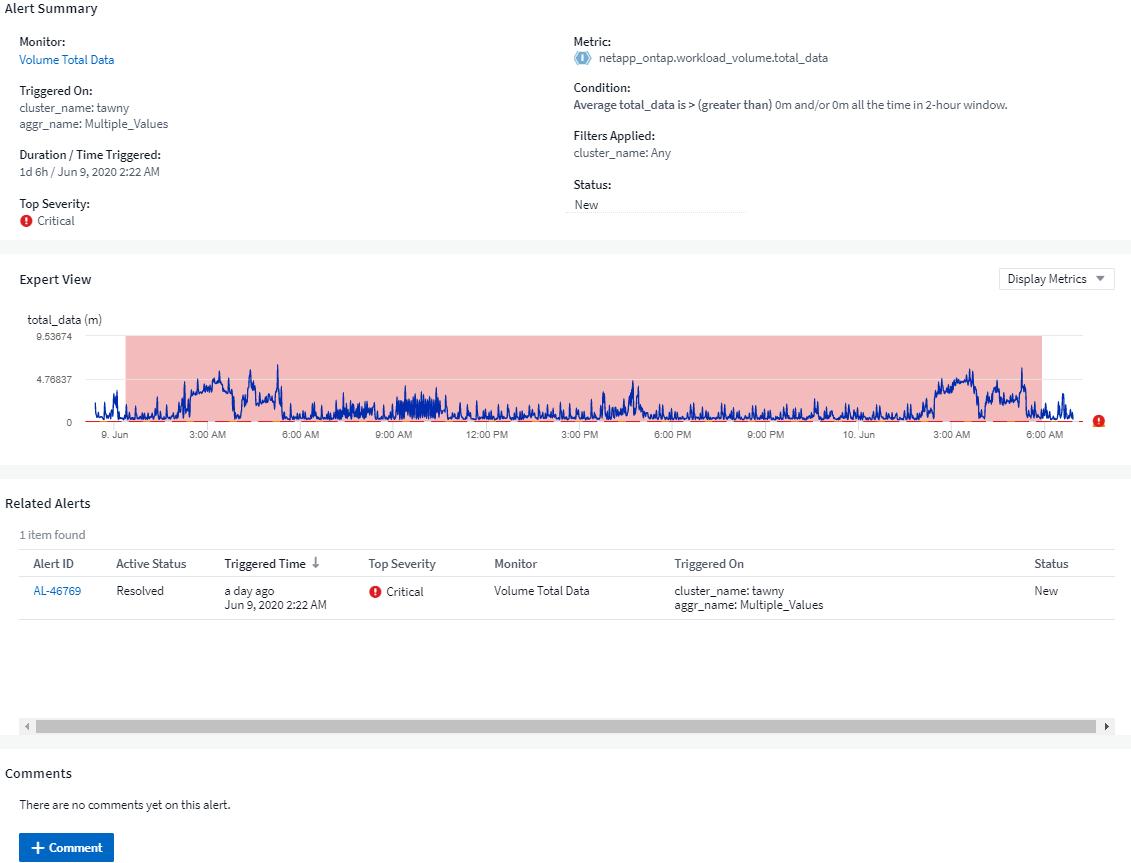 Alert Summary
Monitor:
Volume Total Data
Triggered On:
cluster_name: tawny
aggr_name: Multiple_Values
Duration / Time Triggered:
1d 6h / Jun 9, 2020 2:22 AM
Top Severity:
Critical
Metric:
netapp_ontap.workload_volume.total_data
Condition:
Average total_data is > (greater than) 0m and/or 0m all the time in 2-hour window.
Filters Applied:
cluster_name: Any
Status:
New
Expert View
Display Metrics
total_data (m)
9.53674
4.76837
0
9. Jun 3:00 AM 6:00 AM 9:00 AM 12:00 PM 3:00 PM 6:00 PM 9:00 PM 10. Jun 3:00 AM 6:00 AM
Related Alerts
1 item found
Alert ID Active Status Triggered Time ↓ Top Severity Monitor Triggered On Status
AL-46769 Resolved a day ago Critical Volume Total Data cluster_name: tawny New
Jun 9, 2020 2:22 AM aggr_name: Multiple_Values
Comments
There are no comments yet on this alert.
+ Comment